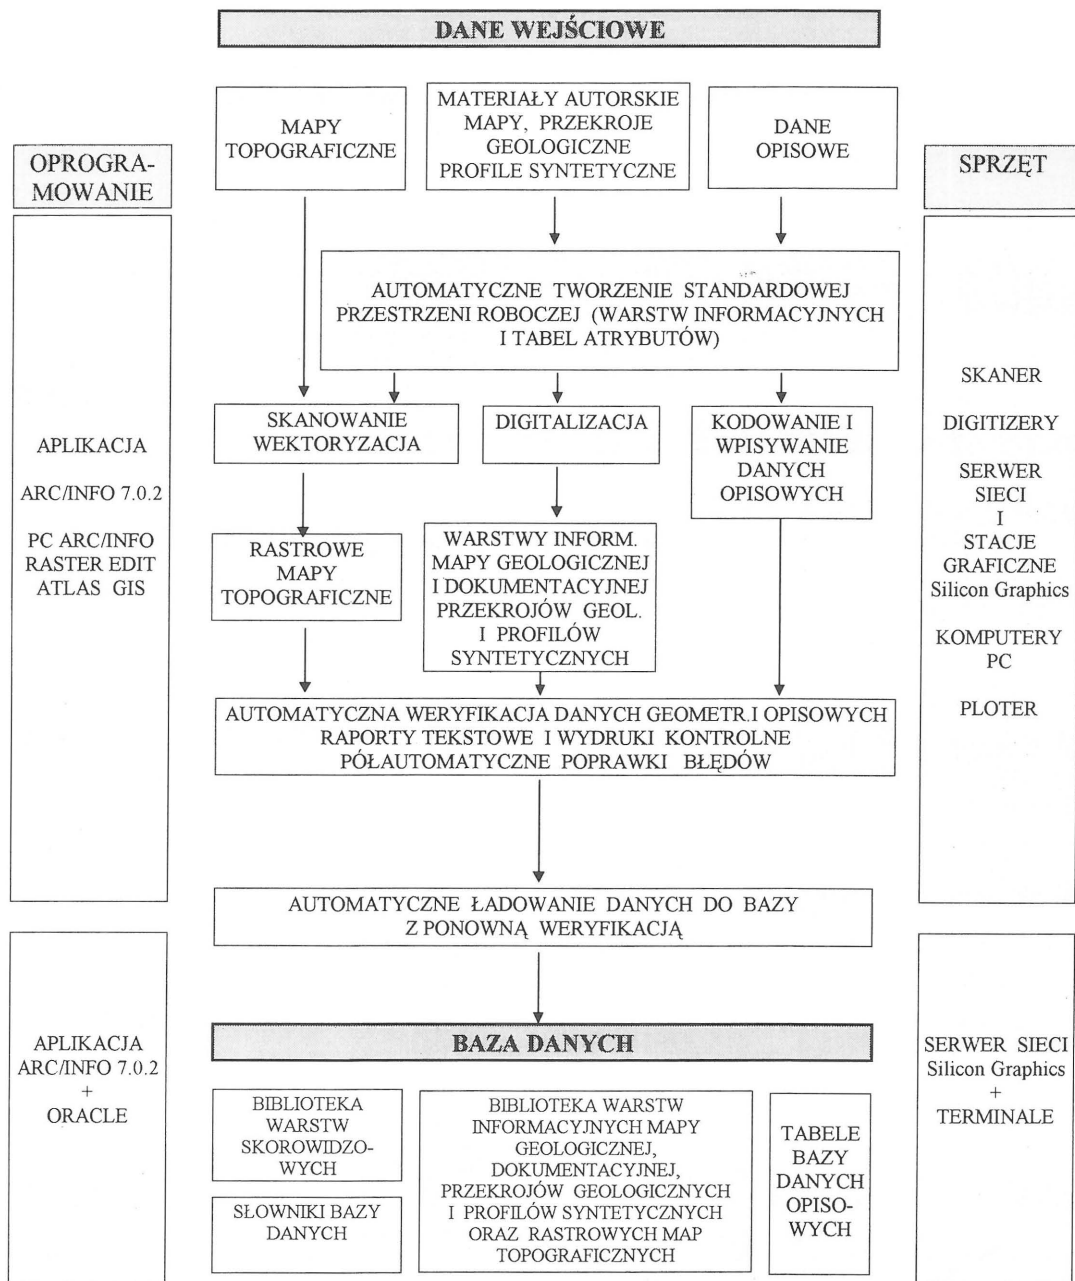 DANE WEJŚCIOWE
MAPY
TOPOGRAFICZNE
MATERIAŁY AUTORSKIE
MAPY, PRZEKROJE
GEOLOGICZNE
PROFILE SYNTETYCZNE
DANE
OPISOWE
OPROGRA-
MOWANIE
SPRZĘT
AUTOMATYCZNE TWORZENIE STANDARDOWEJ
PRZESTRZENI ROBOCZEJ (WARSTW INFORMACYJNYCH
I TABEL ATRYBUTÓW)
SKANOWANIE
WEKTORYZACJA
DIGITALIZACJA
KODOWANIE I
WPISYWANIE
DANYCH
OPISOWYCH
APLIKACJA
ARC/INFO 7.0.2
PC ARC/INFO
RASTER EDIT
ATLAS GIS
SKANER
DIGITIZERY
SERWER
SIECI
I
STACJE
GRAFICZNE
Silicon Graphics
KOMPUTERY
PC
PLOTER
RASTROWE
MAPY
TOPOGRAFICZNE
WARSTWY INFORM.
MAPY GEOLOGICZNEJ
I DOKUMENTACYJNEJ
PRZEKROJÓW GEOL.
I PROFILÓW
SYNTETYCZNYCH
AUTOMATYCZNA WERYFIKACJA DANYCH GEOMETR.I OPISOWYCH
RAPORTY TEKSTOWE I WYDRUKI KONTROLNE
PÓŁAUTOMATYCZNE POPRAWKI BŁĘDÓW
AUTOMATYCZNE ŁADOWANIE DANYCH DO BAZY
Z PONOWNĄ WERYFIKACJĄ
BAZA DANYCH
APLIKACJA
ARC/INFO 7.0.2
+
ORACLE
SERWER SIECI
Silicon Graphics
+
TERMINALE
BIBLIOTEKA
WARSTW
SKOROWIDZO-
WYCH
SŁOWNIKI BAZY
DANYCH
BIBLIOTEKA WARSTW
INFORMACYJNYCH MAPY
GEOLOGICZNEJ,
DOKUMENTACYJNEJ,
PRZEKROJÓW GEOLOGICZNYCH
I PROFILÓW SYNTETYCZNYCH
ORAZ RASTROWYCH MAP
TOPOGRAFICZNYCH
TABELE
BAZY
DANYCH
OPISO-
WYCH